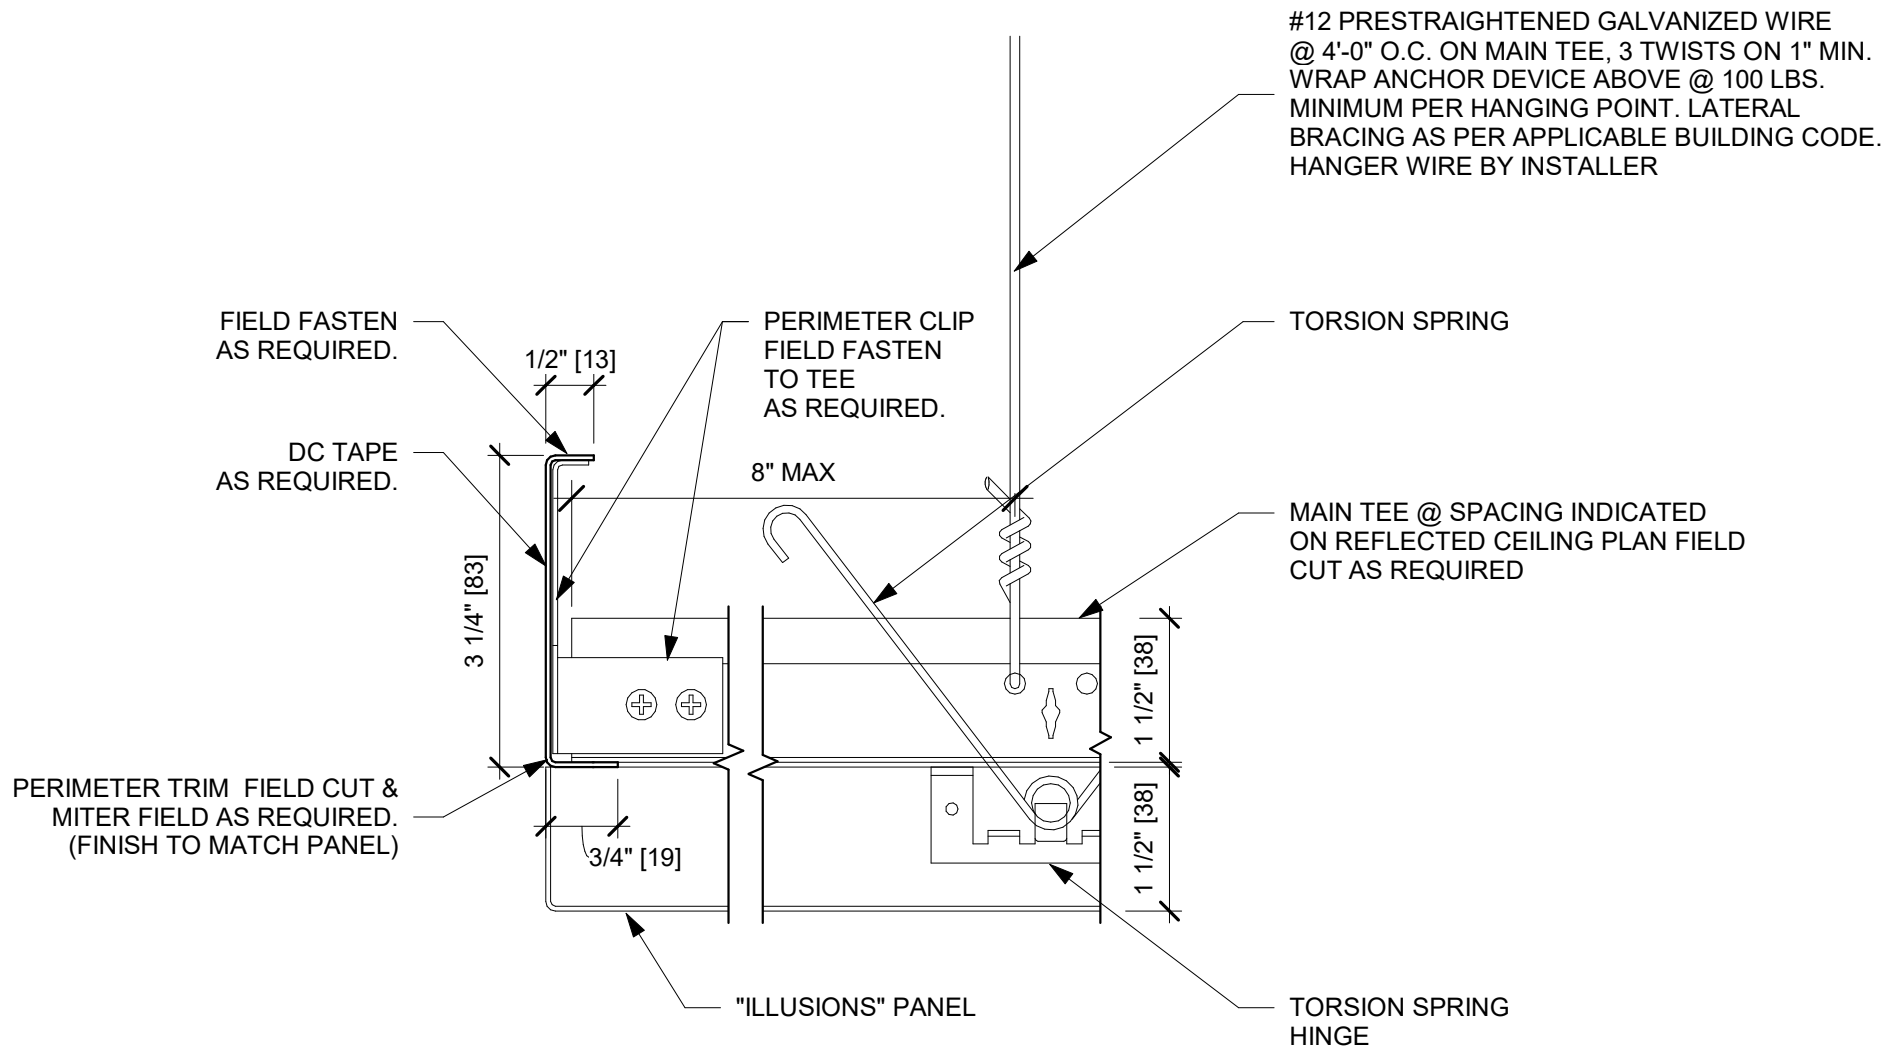 #12 PRESTRAIGHTENED GALVANIZED WIRE
@ 4'-0" O.C. ON MAIN TEE, 3 TWISTS ON 1" MIN.
WRAP ANCHOR DEVICE ABOVE @ 100 LBS.
MINIMUM PER HANGING POINT. LATERAL
BRACING AS PER APPLICABLE BUILDING CODE.
HANGER WIRE BY INSTALLER
FIELD FASTEN
AS REQUIRED.
1/2" [13]
PERIMETER CLIP
FIELD FASTEN
TO TEE
AS REQUIRED.
TORSION SPRING
DC TAPE
AS REQUIRED.
8" MAX
MAIN TEE @ SPACING INDICATED
ON REFLECTED CEILING PLAN FIELD
CUT AS REQUIRED
3 1/4" [83]
1 1/2" [38]
PERIMETER TRIM  FIELD CUT &
MITER FIELD AS REQUIRED.
(FINISH TO MATCH PANEL)
3/4" [19]
1 1/2" [38]
"ILLUSIONS" PANEL
TORSION SPRING
HINGE